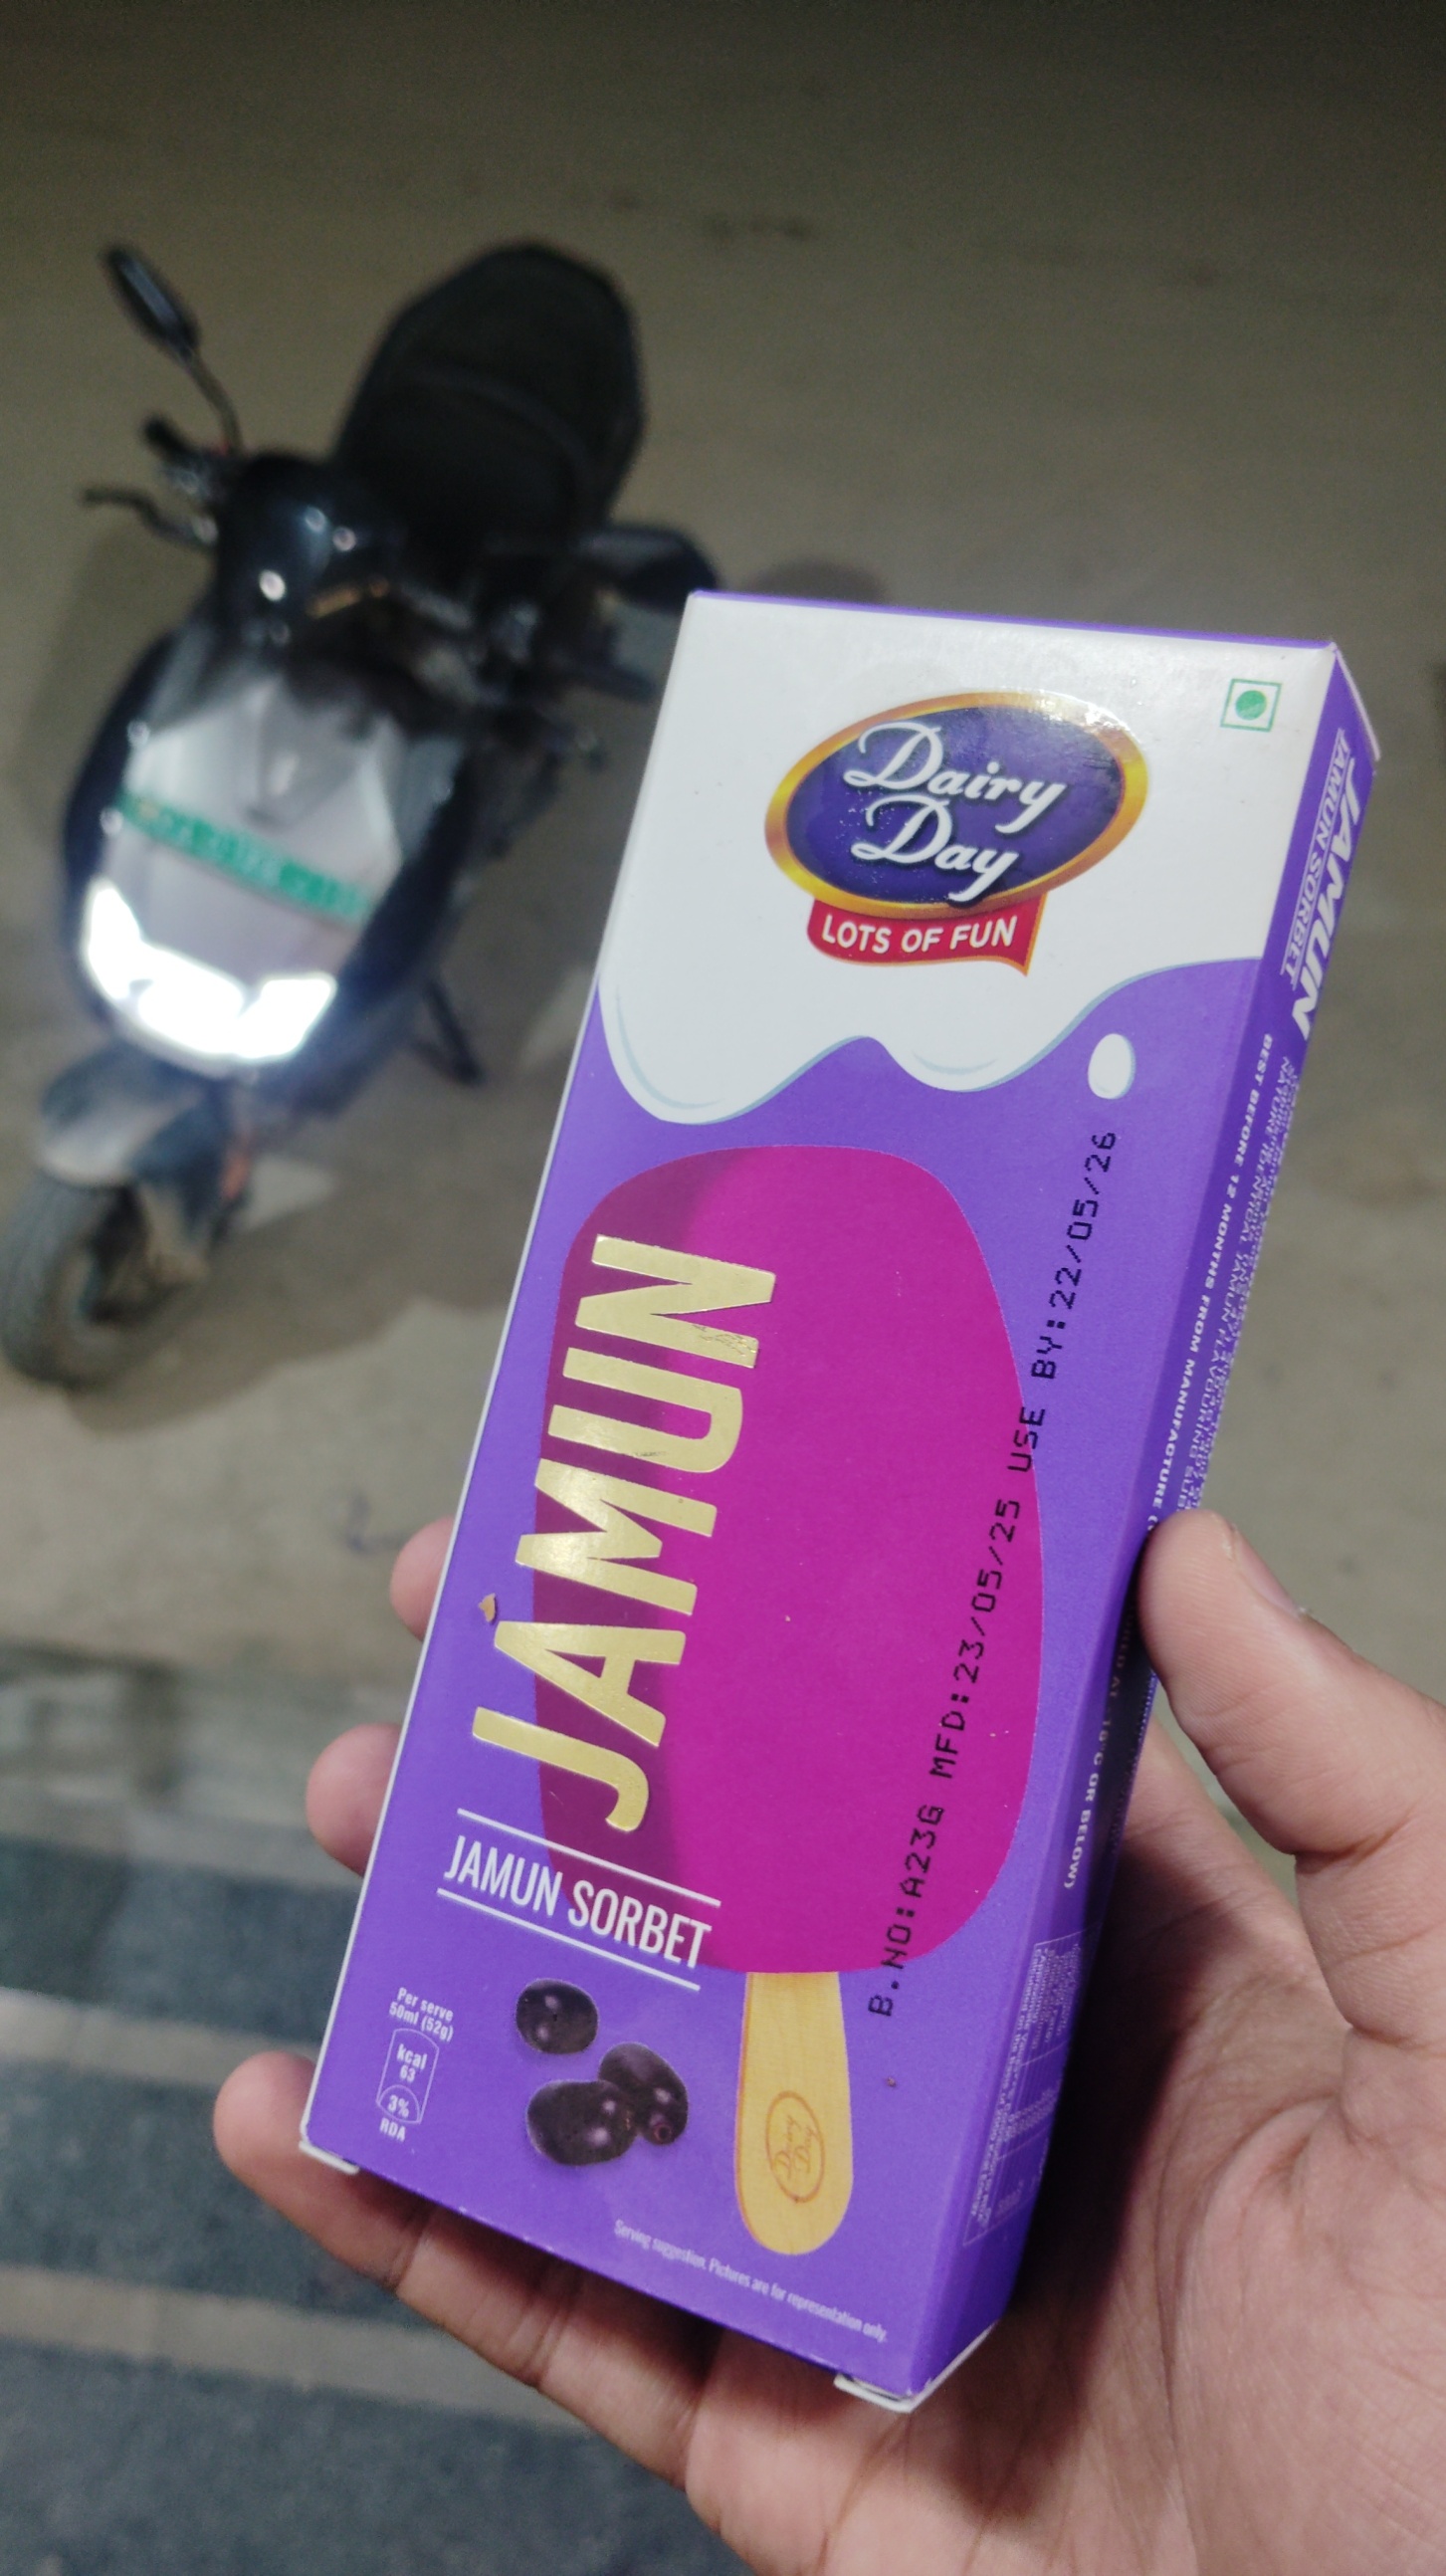 Dairy
Day
LOTS OF FUN
JAMUN
JAMUN SORBET
B.NO:A23G MFD:23/05/25 USE BY:22/05/26
Per serve
50ml (52g)
kcal
63
3%
RDA
Serving suggestion. Pictures are for representation only.
JAMUN
JAMUN SORBET
BEST BEFORE 12 MONTHS FROM MANUFACTURE
°C OR BELOW)